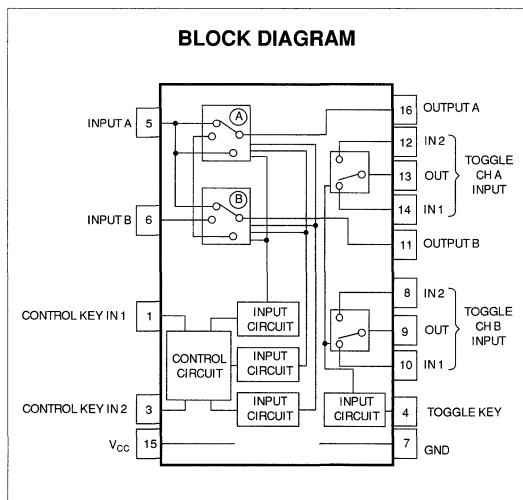 BLOCK DIAGRAM
INPUT A
5
A
16
OUTPUT A
12
IN 2
13
OUT
14
IN 1
TOGGLE
CH A
INPUT
INPUT B
6
B
11
OUTPUT B
8
IN 2
9
OUT
10
IN 1
TOGGLE
CH B
INPUT
CONTROL KEY IN 1
1
CONTROL
CIRCUIT
INPUT
CIRCUIT
INPUT
CIRCUIT
INPUT
CIRCUIT
INPUT
CIRCUIT
CONTROL KEY IN 2
3
4
TOGGLE KEY
VCC
15
7
GND